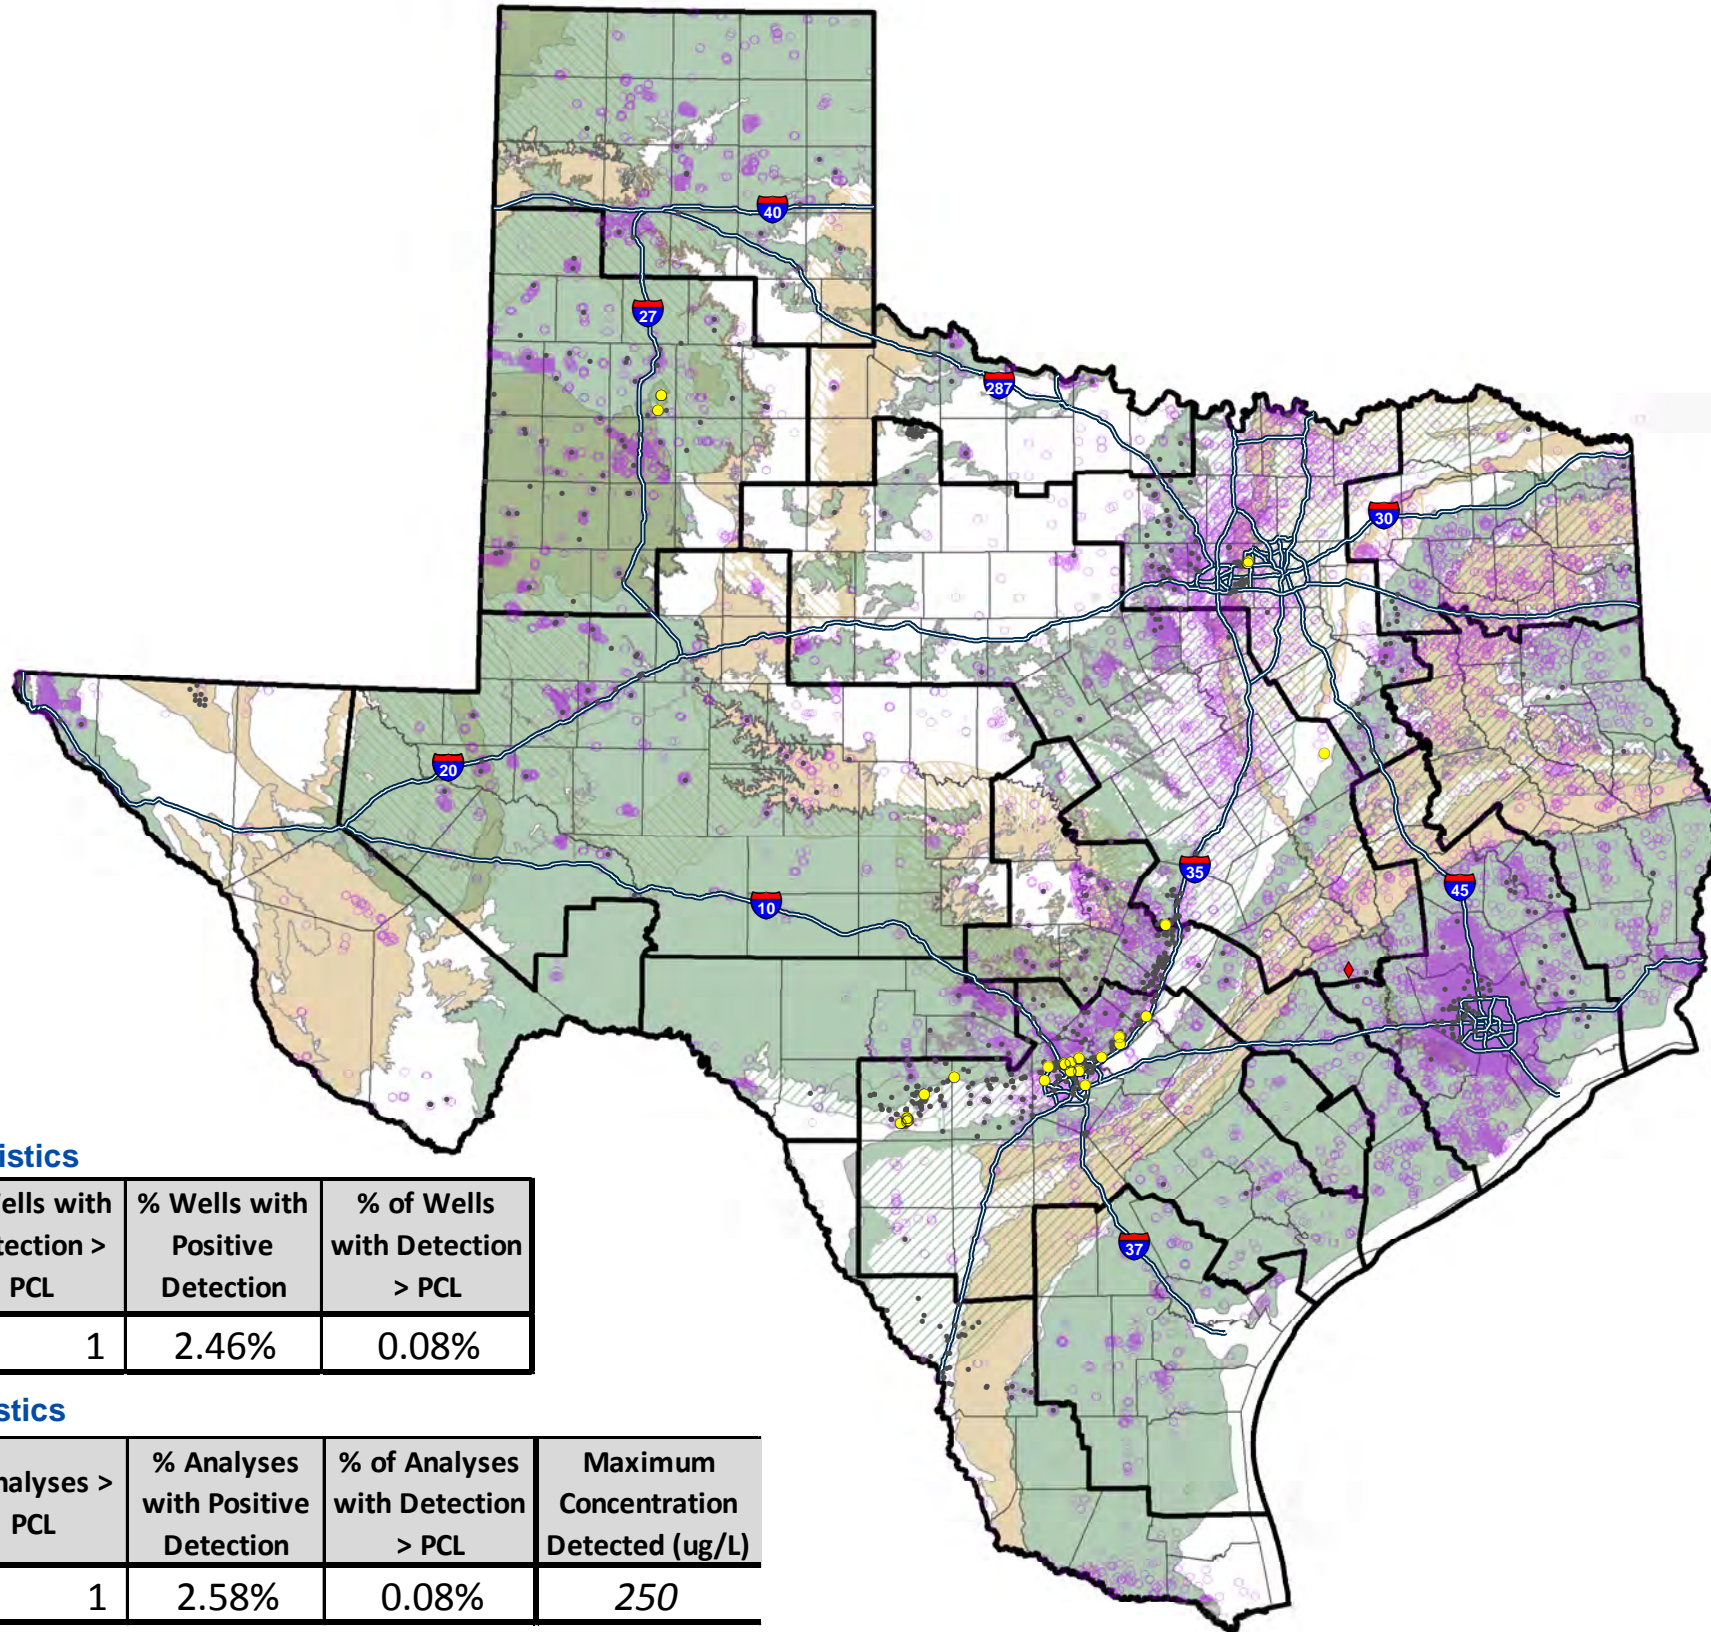 40
27
287
30
20
10
35
45
37
istics
ells with
% Wells with
% of Wells
tection >
Positive
with Detection
PCL
Detection
> PCL
1
2.46%
0.08%
stics
nalyses >
% Analyses
% of Analyses
Maximum
PCL
with Positive
with Detection
Concentration
Detection
> PCL
Detected (ug/L)
1
2.58%
0.08%
250